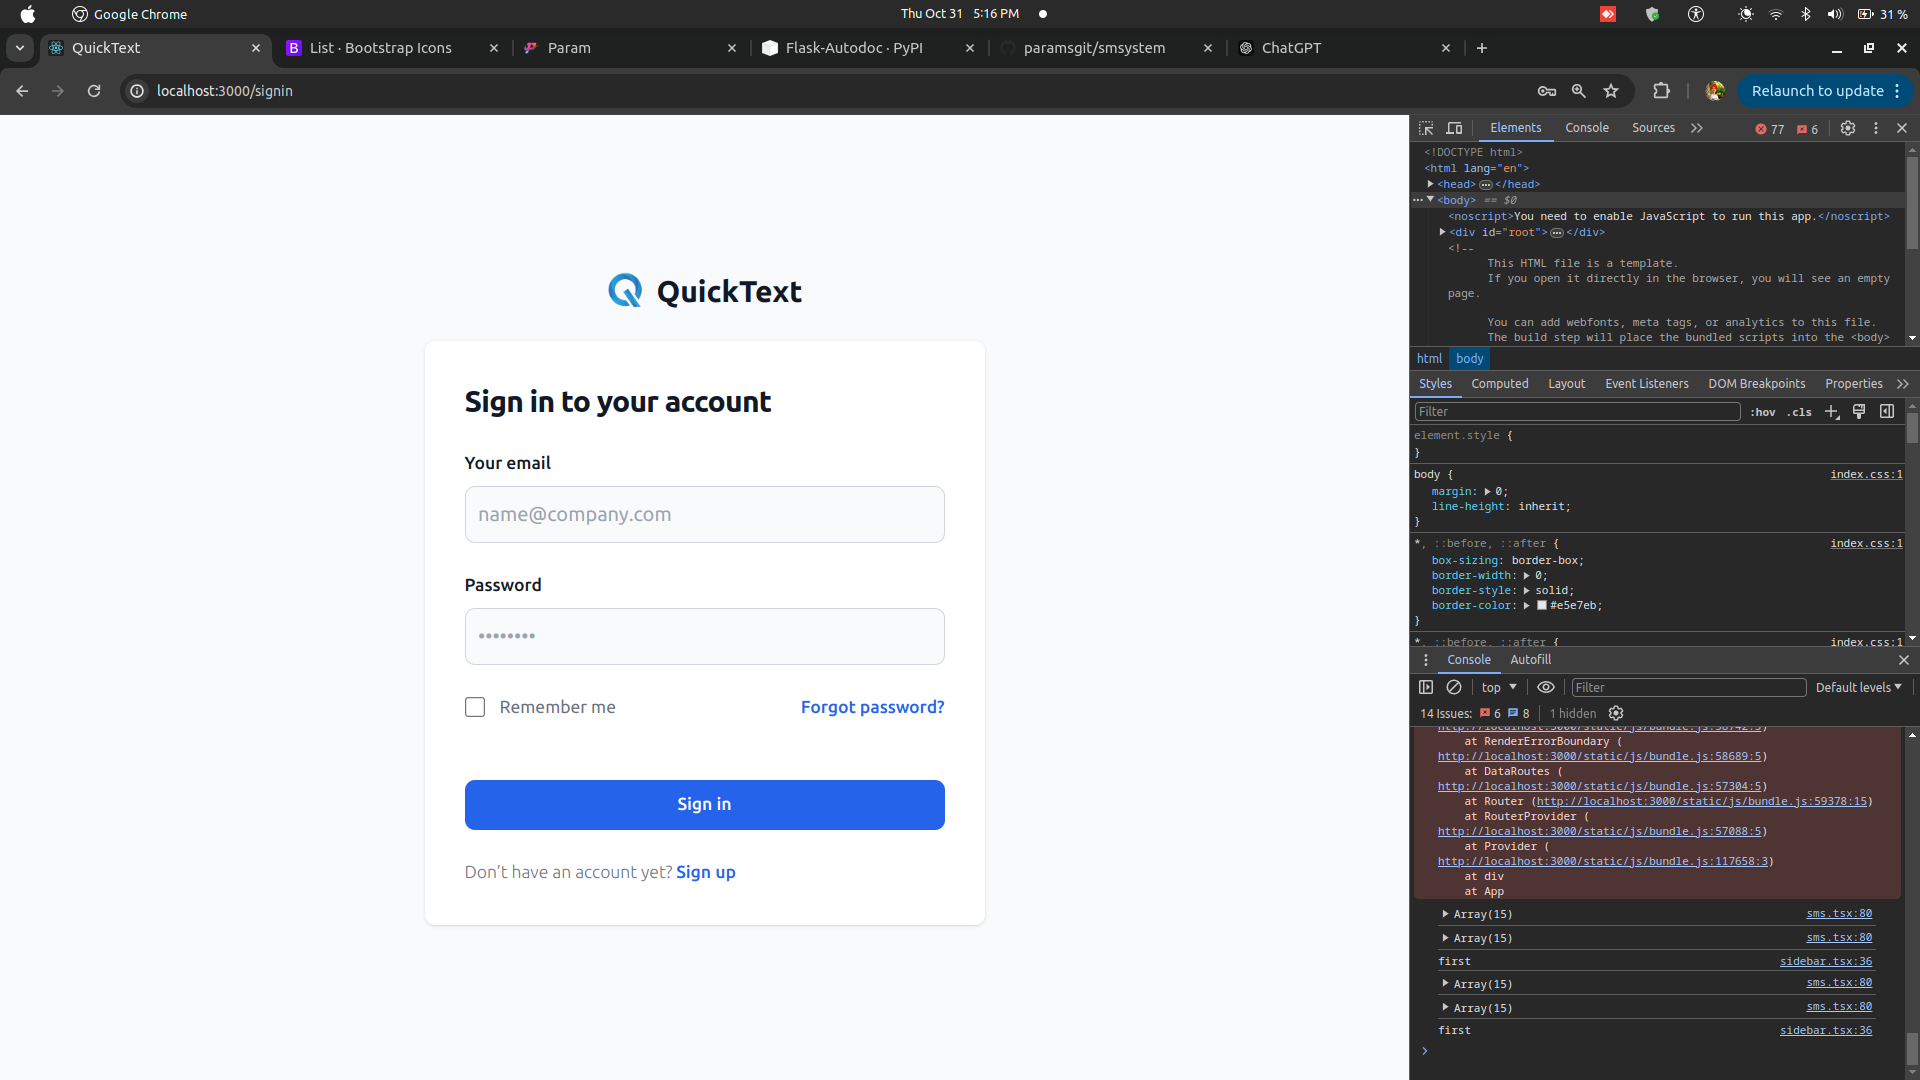 Google Chrome
Thu Oct 31 5:16 PM
31 %
QuickText
List · Bootstrap Icons
Param
Flask-Autodoc · PyPI
paramsgit/smsystem
ChatGPT
localhost:3000/signin
Relaunch to update
QuickText
Sign in to your account
Your email
name@company.com
Password
••••••••
Remember me
Forgot password?
Sign in
Don't have an account yet? Sign up
Elements
Console
Sources
77
6
<!DOCTYPE html>
<html lang="en">
<head>
</head>
<body> == $0
<noscript>You need to enable JavaScript to run this app.</noscript>
<div id="root">
</div>
<!--
This HTML file is a template.
If you open it directly in the browser, you will see an empty
page.
You can add webfonts, meta tags, or analytics to this file.
The build step will place the bundled scripts into the <body>
html
body
Styles
Computed
Layout
Event Listeners
DOM Breakpoints
Properties
Filter
:hov
.cls
element.style {
}
body {
index.css:1
margin: 0;
line-height: inherit;
}
*, ::before, ::after {
index.css:1
box-sizing: border-box;
border-width: 0;
border-style: solid;
border-color: #e5e7eb;
}
*, ::before, ::after {
index.css:1
Console
Autofill
top
Filter
Default levels
14 Issues:
6
8
1 hidden
http://localhost:3000/static/js/bundle.js:58742:5)
at RenderErrorBoundary (
http://localhost:3000/static/js/bundle.js:58689:5)
at DataRoutes (
http://localhost:3000/static/js/bundle.js:57304:5)
at Router (http://localhost:3000/static/js/bundle.js:59378:15)
at RouterProvider (
http://localhost:3000/static/js/bundle.js:57088:5)
at Provider (
http://localhost:3000/static/js/bundle.js:117658:3)
at div
at App
Array(15)
sms.tsx:80
Array(15)
sms.tsx:80
first
sidebar.tsx:36
Array(15)
sms.tsx:80
Array(15)
sms.tsx:80
first
sidebar.tsx:36